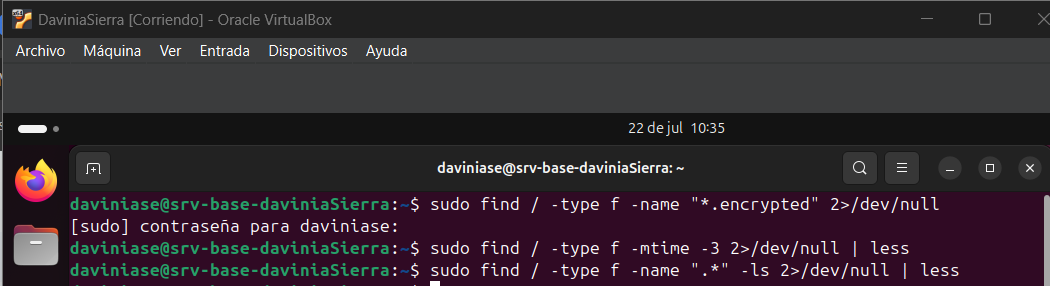 DaviniaSierra [Corriendo] - Oracle VirtualBox
Archivo Máquina Ver Entrada Dispositivos Ayuda
22 de jul 10:35
daviniase@srv-base-daviniaSierra: ~
daviniase@srv-base-daviniaSierra:~$ sudo find / -type f -name "*.encrypted" 2>/dev/null
[sudo] contraseña para daviniase:
daviniase@srv-base-daviniaSierra:~$ sudo find / -type f -mtime -3 2>/dev/null | less
daviniase@srv-base-daviniaSierra:~$ sudo find / -type f -name ".*" -ls 2>/dev/null | less